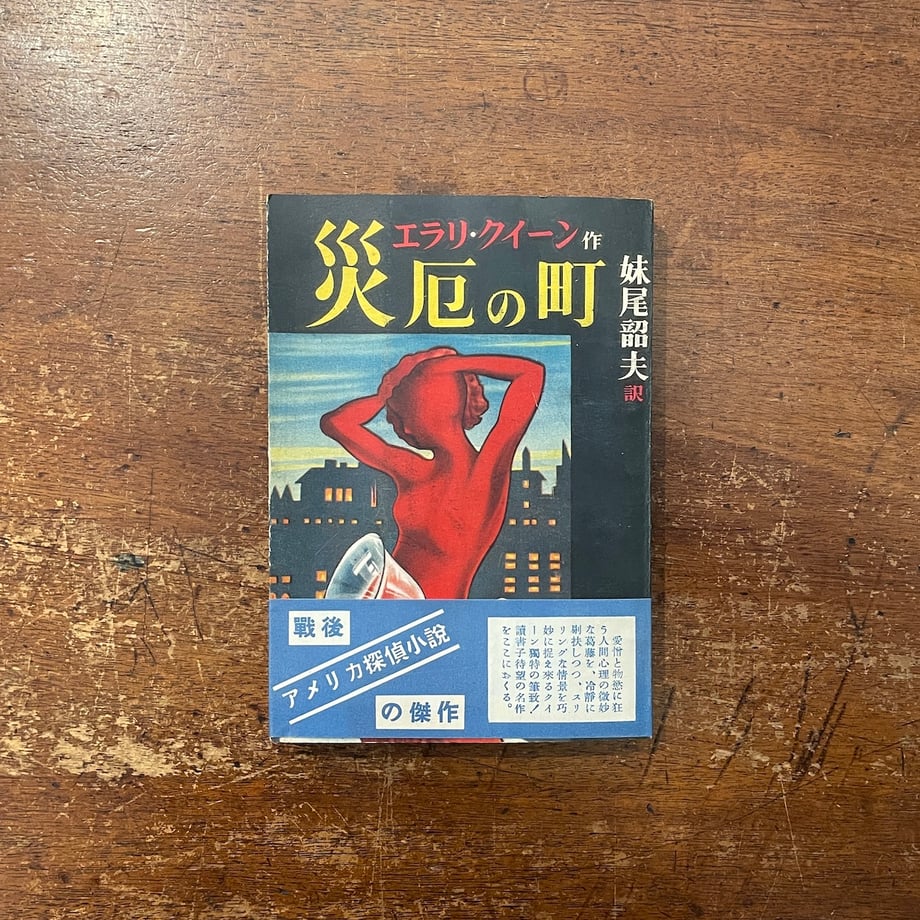 エラリ・クイーン作
災厄の町
妹尾韶夫訳
戰後
アメリカ探偵小說
の傑作
愛憎と物慾に狂
う人間心理の微妙
な葛藤を、冷靜に
剔抉しつつ、スリ
リングな情景を巧
妙に捉え來るクイ
ーン獨特の筆致！
讀書子待望の名作
をここにおくる。